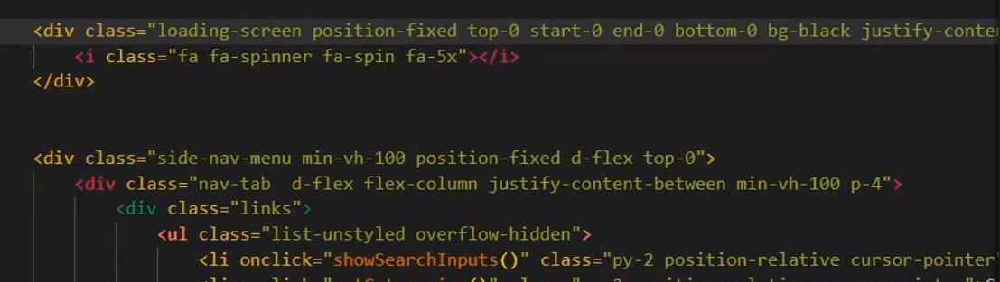 <div class="loading-screen position-fixed top-0 start-0 end-0 bottom-0 bg-black justify-conte
<i class="fa fa-spinner fa-spin fa-5x"></i>
</div>
<div class="side-nav-menu min-vh-100 position-fixed d-flex top-0">
<div class="nav-tab  d-flex flex-column justify-content-between min-vh-100 p-4">
<div class="links">
<ul class="list-unstyled overflow-hidden">
<li onclick="showSearchInputs()" class="py-2 position-relative cursor-pointer"